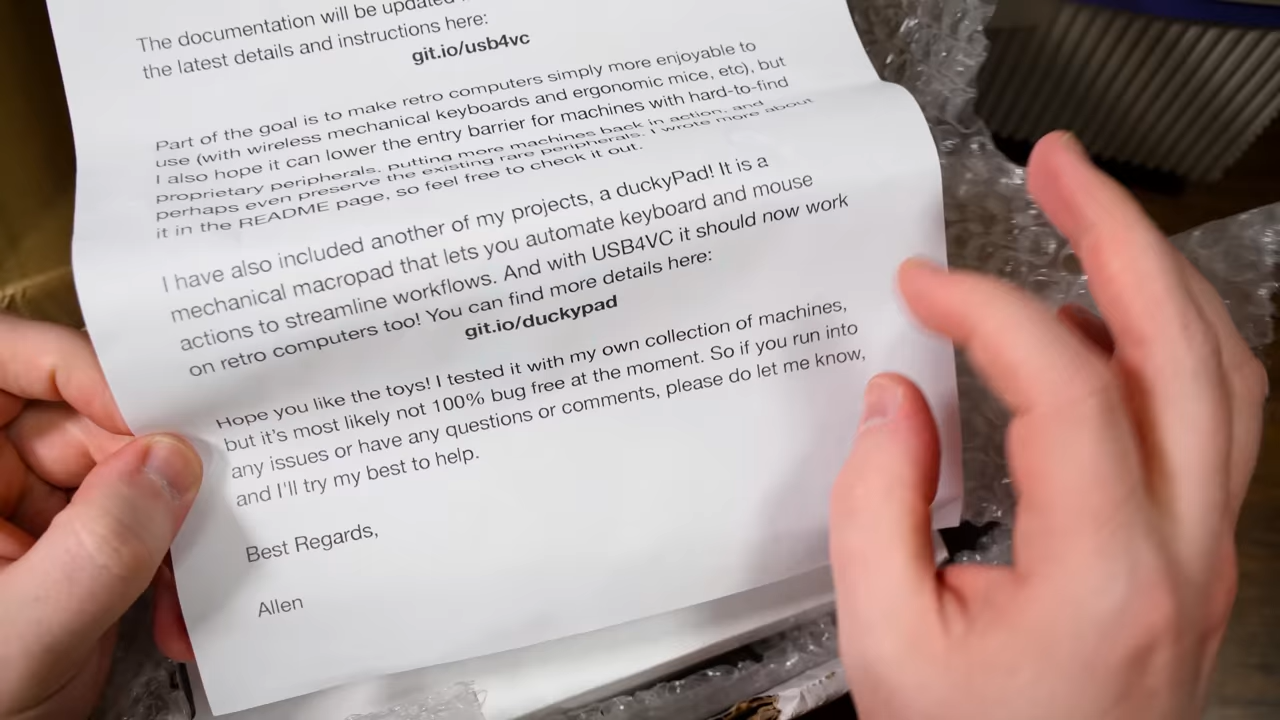 The documentation will be updated
the latest details and instructions here:
git.io/usb4vc
Part of the goal is to make retro computers simply more enjoyable to
use (with wireless mechanical keyboards and ergonomic mice, etc), but
I also hope it can lower the entry barrier for machines with hard-to-find
proprietary peripherals, putting more machines back in action, and
perhaps even preserve the existing rare peripherals. I wrote more about
it in the README page, so feel free to check it out.
I have also included another of my projects, a duckyPad! It is a
mechanical macropad that lets you automate keyboard and mouse
actions to streamline workflows. And with USB4VC it should now work
on retro computers too! You can find more details here:
git.io/duckypad
Hope you like the toys! I tested it with my own collection of machines,
but it's most likely not 100% bug free at the moment. So if you run into
any issues or have any questions or comments, please do let me know,
and I'll try my best to help.
Best Regards,
Allen